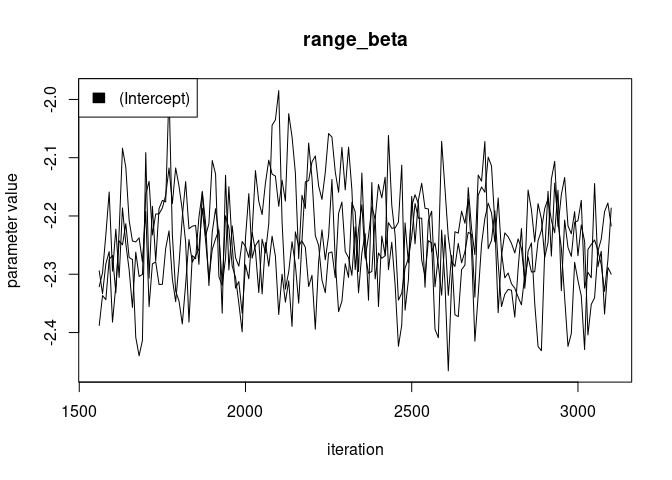 range_beta
(Intercept)
parameter value
-2.0
-2.1
-2.2
-2.3
-2.4
1500 2000 2500 3000
iteration